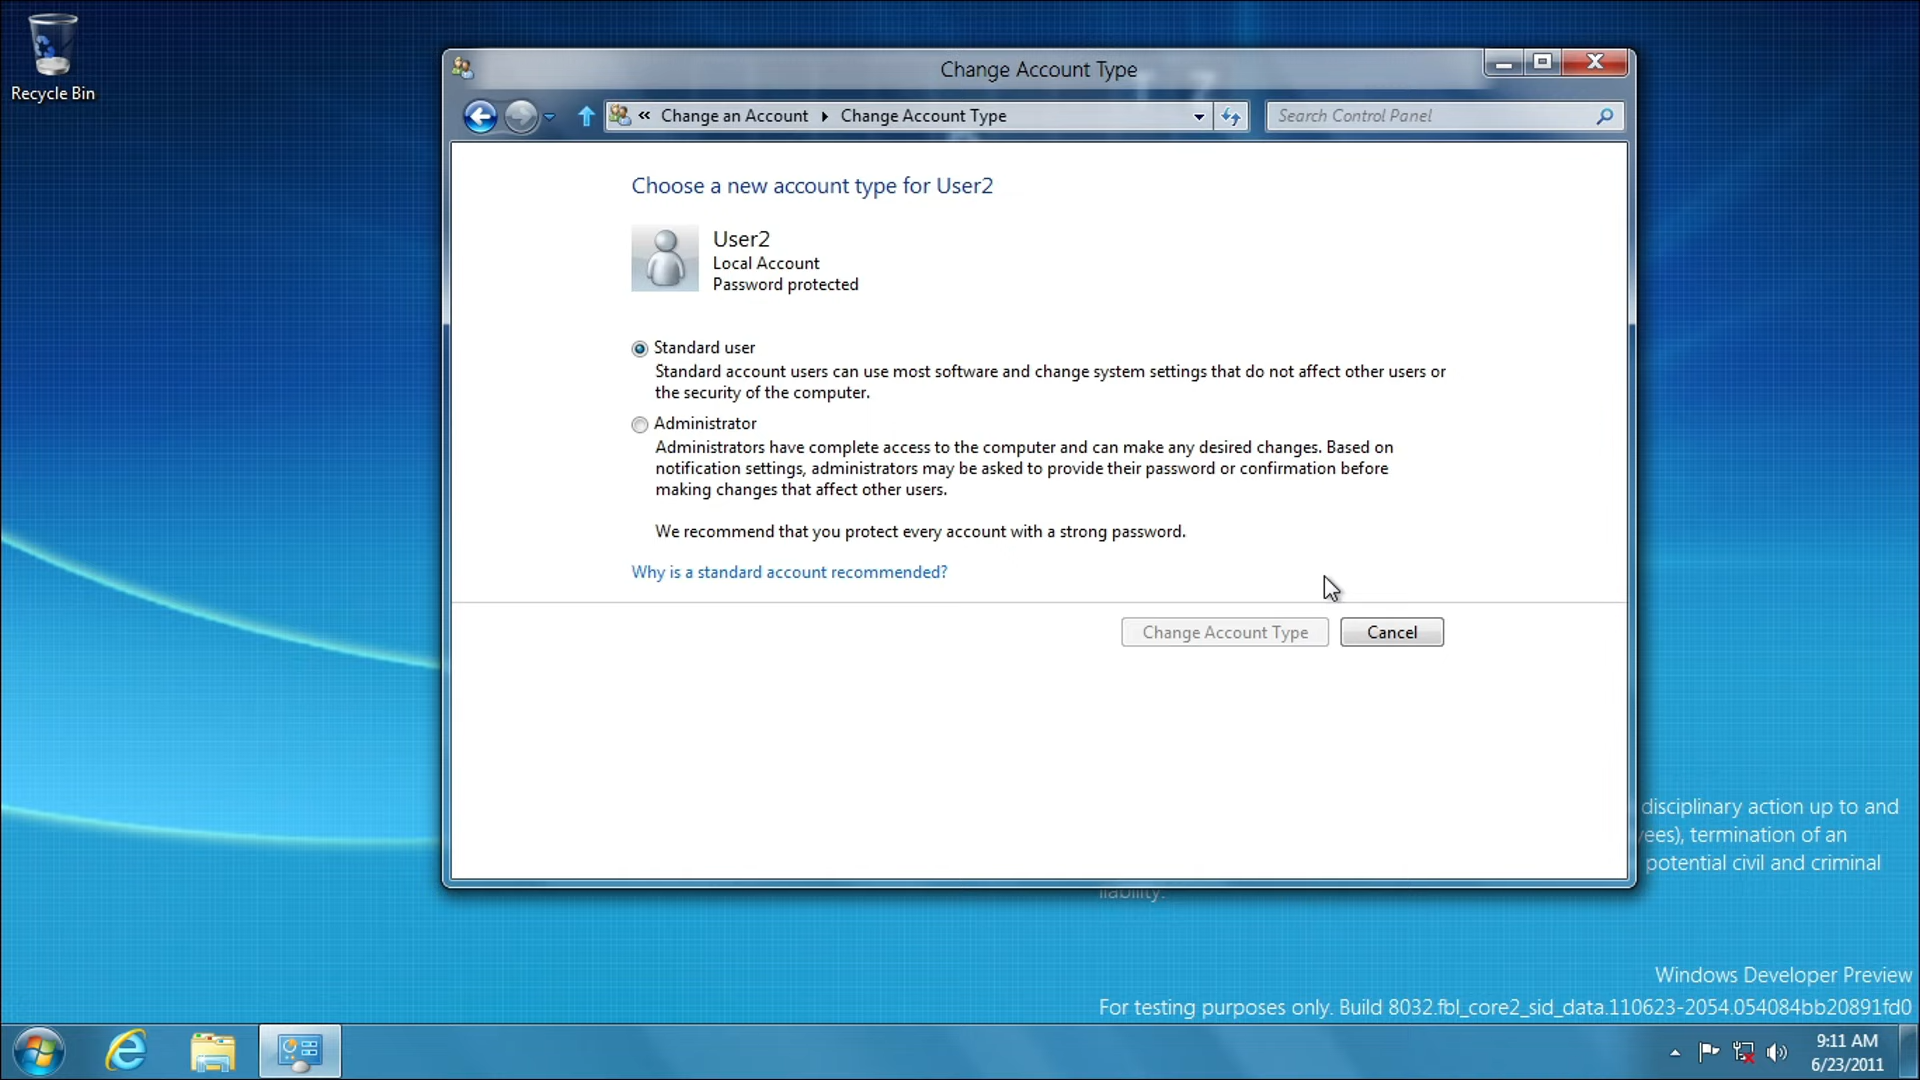 Recycle Bin
Change Account Type
« Change an Account ▸ Change Account Type
Search Control Panel
Choose a new account type for User2
User2
Local Account
Password protected
Standard user
Standard account users can use most software and change system settings that do not affect other users or
the security of the computer.
Administrator
Administrators have complete access to the computer and can make any desired changes. Based on
notification settings, administrators may be asked to provide their password or confirmation before
making changes that affect other users.
We recommend that you protect every account with a strong password.
Why is a standard account recommended?
Change Account Type
Cancel
disciplinary action up to and
yees), termination of an
potential civil and criminal
liability.
Windows Developer Preview
For testing purposes only. Build 8032.fbl_core2_sid_data.110623-2054.054084bb20891fd0
9:11 AM
6/23/2011